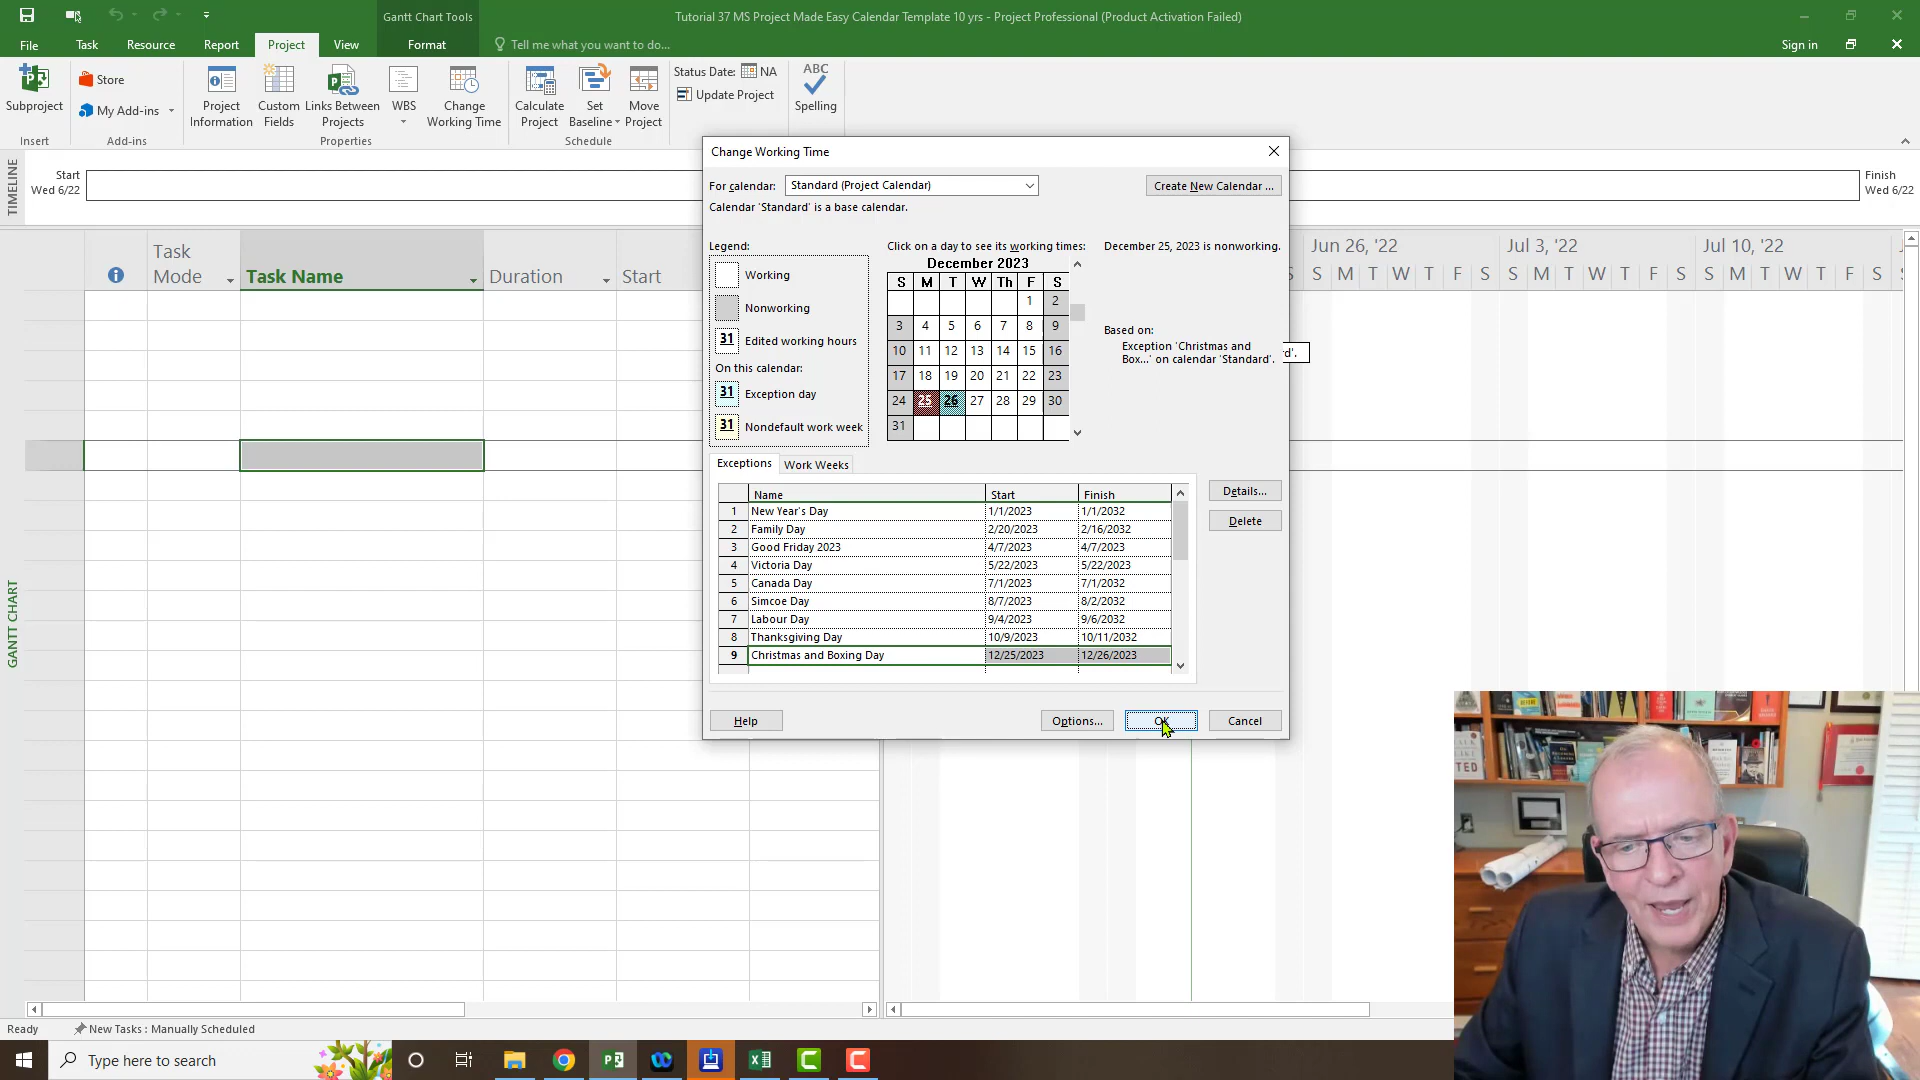 Gantt Chart Tools
Tutorial 37 MS Project Made Easy Calendar Template 10 yrs - Project Professional (Product Activation Failed)
File Task Resource Report Project View Format Tell me what you want to do... Sign in
Subproject
Store
My Add-ins
Project Information
Custom Fields
Links Between Projects
WBS
Change Working Time
Calculate Project
Set Baseline
Move Project
Status Date: NA
Update Project
ABC
Spelling
Insert Add-ins Properties Schedule
TIMELINE
Start
Wed 6/22
Finish
Wed 6/22
Task Mode
Task Name
Duration
Start
Jun 26, '22 Jul 3, '22 Jul 10, '22
S M T W T F S S M T W T F S S M T W T F S
GANTT CHART
Change Working Time
For calendar: Standard (Project Calendar)
Create New Calendar ...
Calendar 'Standard' is a base calendar.
Legend:
Working
Nonworking
31 Edited working hours
On this calendar:
31 Exception day
31 Nondefault work week
Click on a day to see its working times:
December 2023
S M T W Th F S
1 2
3 4 5 6 7 8 9
10 11 12 13 14 15 16
17 18 19 20 21 22 23
24 25 26 27 28 29 30
31
December 25, 2023 is nonworking.
Based on:
Exception 'Christmas and
Box...' on calendar 'Standard'.
d'.
Exceptions Work Weeks
Name Start Finish
1 New Year's Day 1/1/2023 1/1/2032
2 Family Day 2/20/2023 2/16/2032
3 Good Friday 2023 4/7/2023 4/7/2023
4 Victoria Day 5/22/2023 5/22/2023
5 Canada Day 7/1/2023 7/1/2032
6 Simcoe Day 8/7/2023 8/2/2032
7 Labour Day 9/4/2023 9/6/2032
8 Thanksgiving Day 10/9/2023 10/11/2032
9 Christmas and Boxing Day 12/25/2023 12/26/2023
Details...
Delete
Help Options... OK Cancel
Ready New Tasks : Manually Scheduled
Type here to search